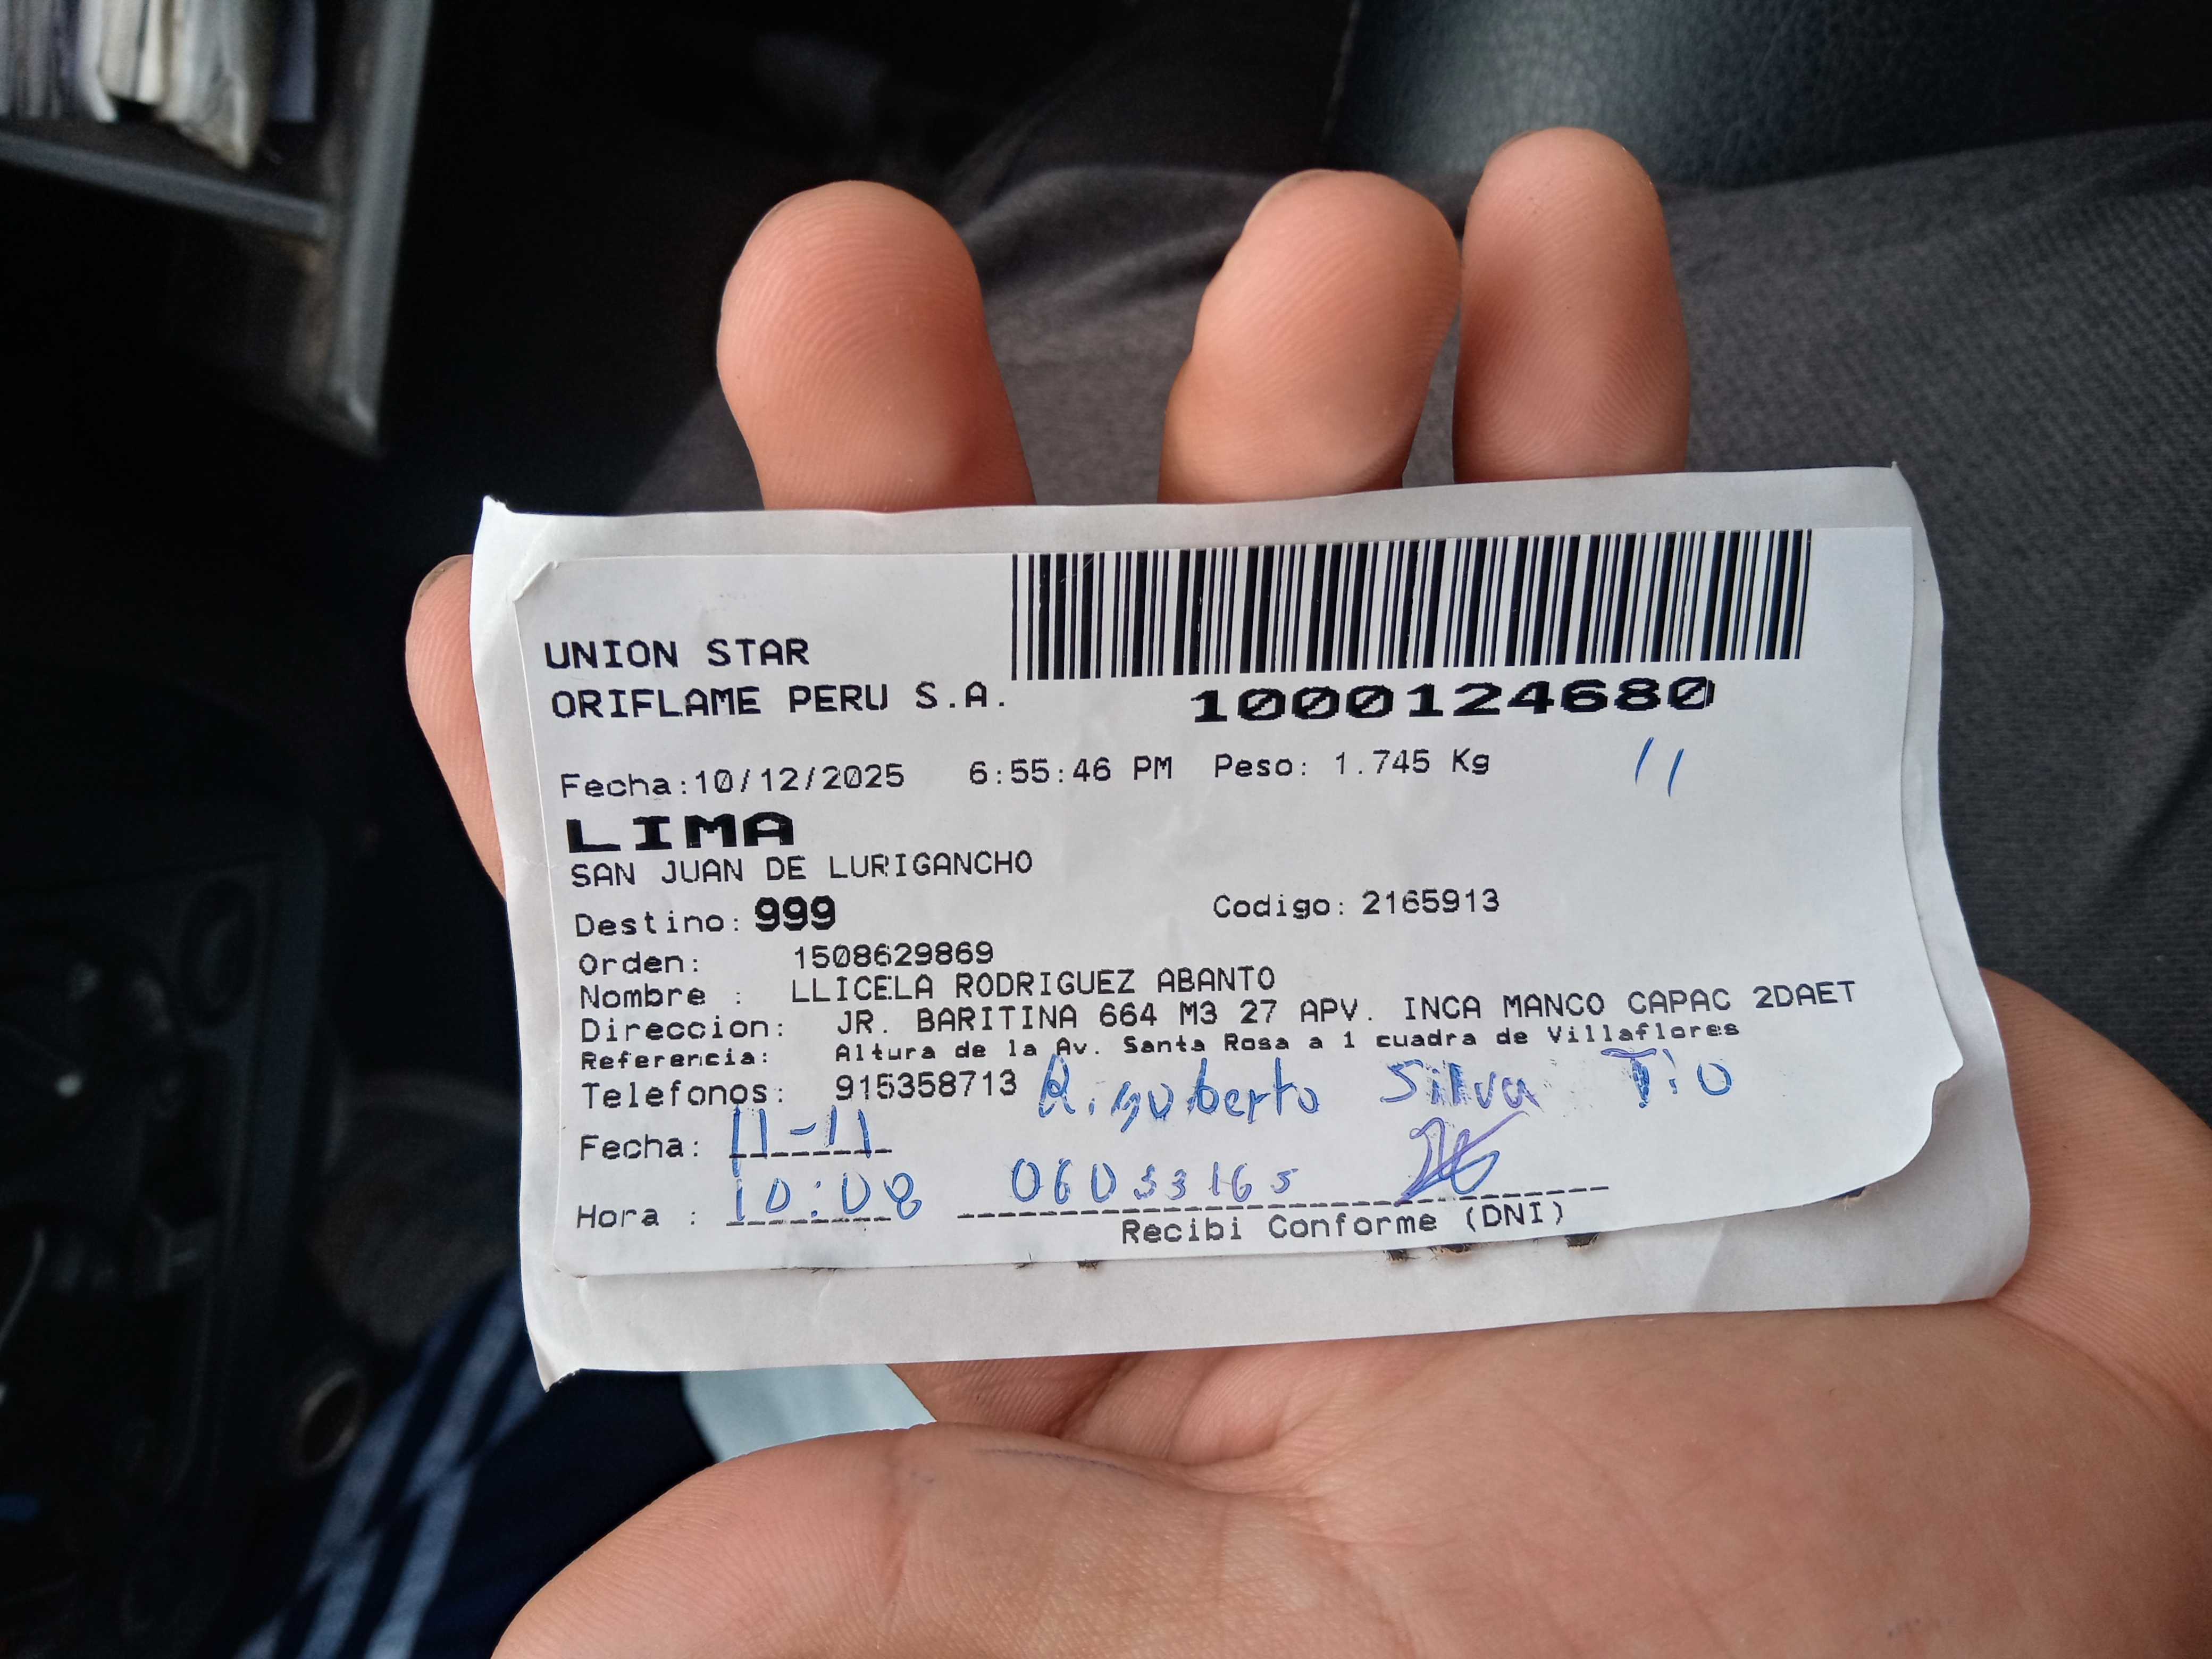 UNION STAR
ORIFLAME PERU S.A.
1000124680
Fecha:10/12/2025 6:55:46 PM Peso: 1.745 Kg
11
LIMA
SAN JUAN DE LURIGANCHO
Destino: 999 Codigo: 2165913
Orden: 1508629869
Nombre : LLICELA RODRIGUEZ ABANTO
Direccion: JR. BARITINA 664 M3 27 APV. INCA MANCO CAPAC 2DAET
Referencia: Altura de la Av. Santa Rosa a 1 cuadra de Villaflores
Telefonos: 915358713 Rigoberto Silva Tio
Fecha: 11-11
Hora : 10:08 06033165
Recibi Conforme (DNI)